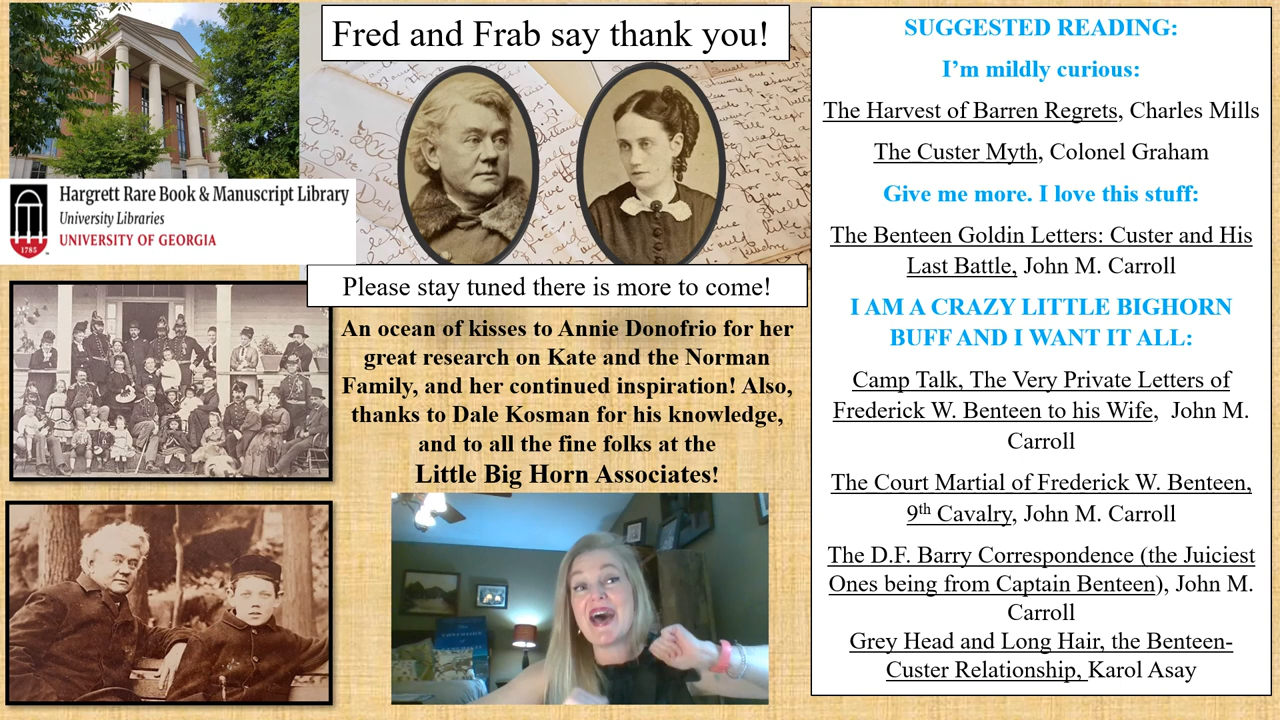 Fred and Frab say thank you!
Hargrett Rare Book & Manuscript Library
University Libraries
UNIVERSITY OF GEORGIA
1785
Please stay tuned there is more to come!
An ocean of kisses to Annie Donofrio for her
great research on Kate and the Norman
Family, and her continued inspiration! Also,
thanks to Dale Kosman for his knowledge,
and to all the fine folks at the
Little Big Horn Associates!
SUGGESTED READING:
I’m mildly curious:
The Harvest of Barren Regrets, Charles Mills
The Custer Myth, Colonel Graham
Give me more. I love this stuff:
The Benteen Goldin Letters: Custer and His
Last Battle, John M. Carroll
I AM A CRAZY LITTLE BIGHORN
BUFF AND I WANT IT ALL:
Camp Talk, The Very Private Letters of
Frederick W. Benteen to his Wife, John M.
Carroll
The Court Martial of Frederick W. Benteen,
9th Cavalry, John M. Carroll
The D.F. Barry Correspondence (the Juiciest
Ones being from Captain Benteen), John M.
Carroll
Grey Head and Long Hair, the Benteen-
Custer Relationship, Karol Asay